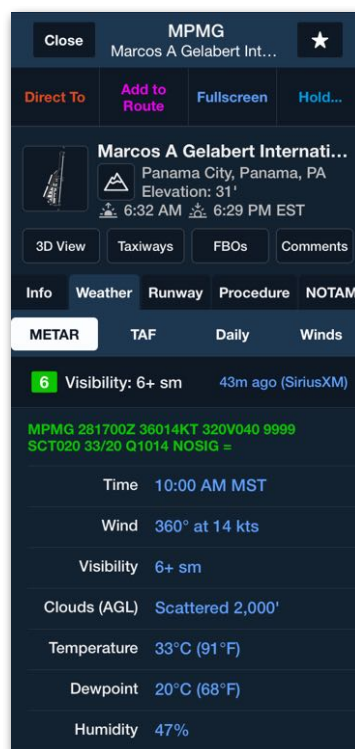 Close
MPMG
Marcos A Gelabert Int...
★
Direct To
Add to
Route
Fullscreen
Hold...
Marcos A Gelabert Internati...
Panama City, Panama, PA
Elevation: 31'
6:32 AM 6:29 PM EST
3D View Taxiways FBOs Comments
Info Weather Runway Procedure NOTAM
METAR TAF Daily Winds
6 Visibility: 6+ sm 43m ago (SiriusXM)
MPMG 281700Z 36014KT 320V040 9999
SCT020 33/20 Q1014 NOSIG =
Time 10:00 AM MST
Wind 360° at 14 kts
Visibility 6+ sm
Clouds (AGL) Scattered 2,000'
Temperature 33°C (91°F)
Dewpoint 20°C (68°F)
Humidity 47%